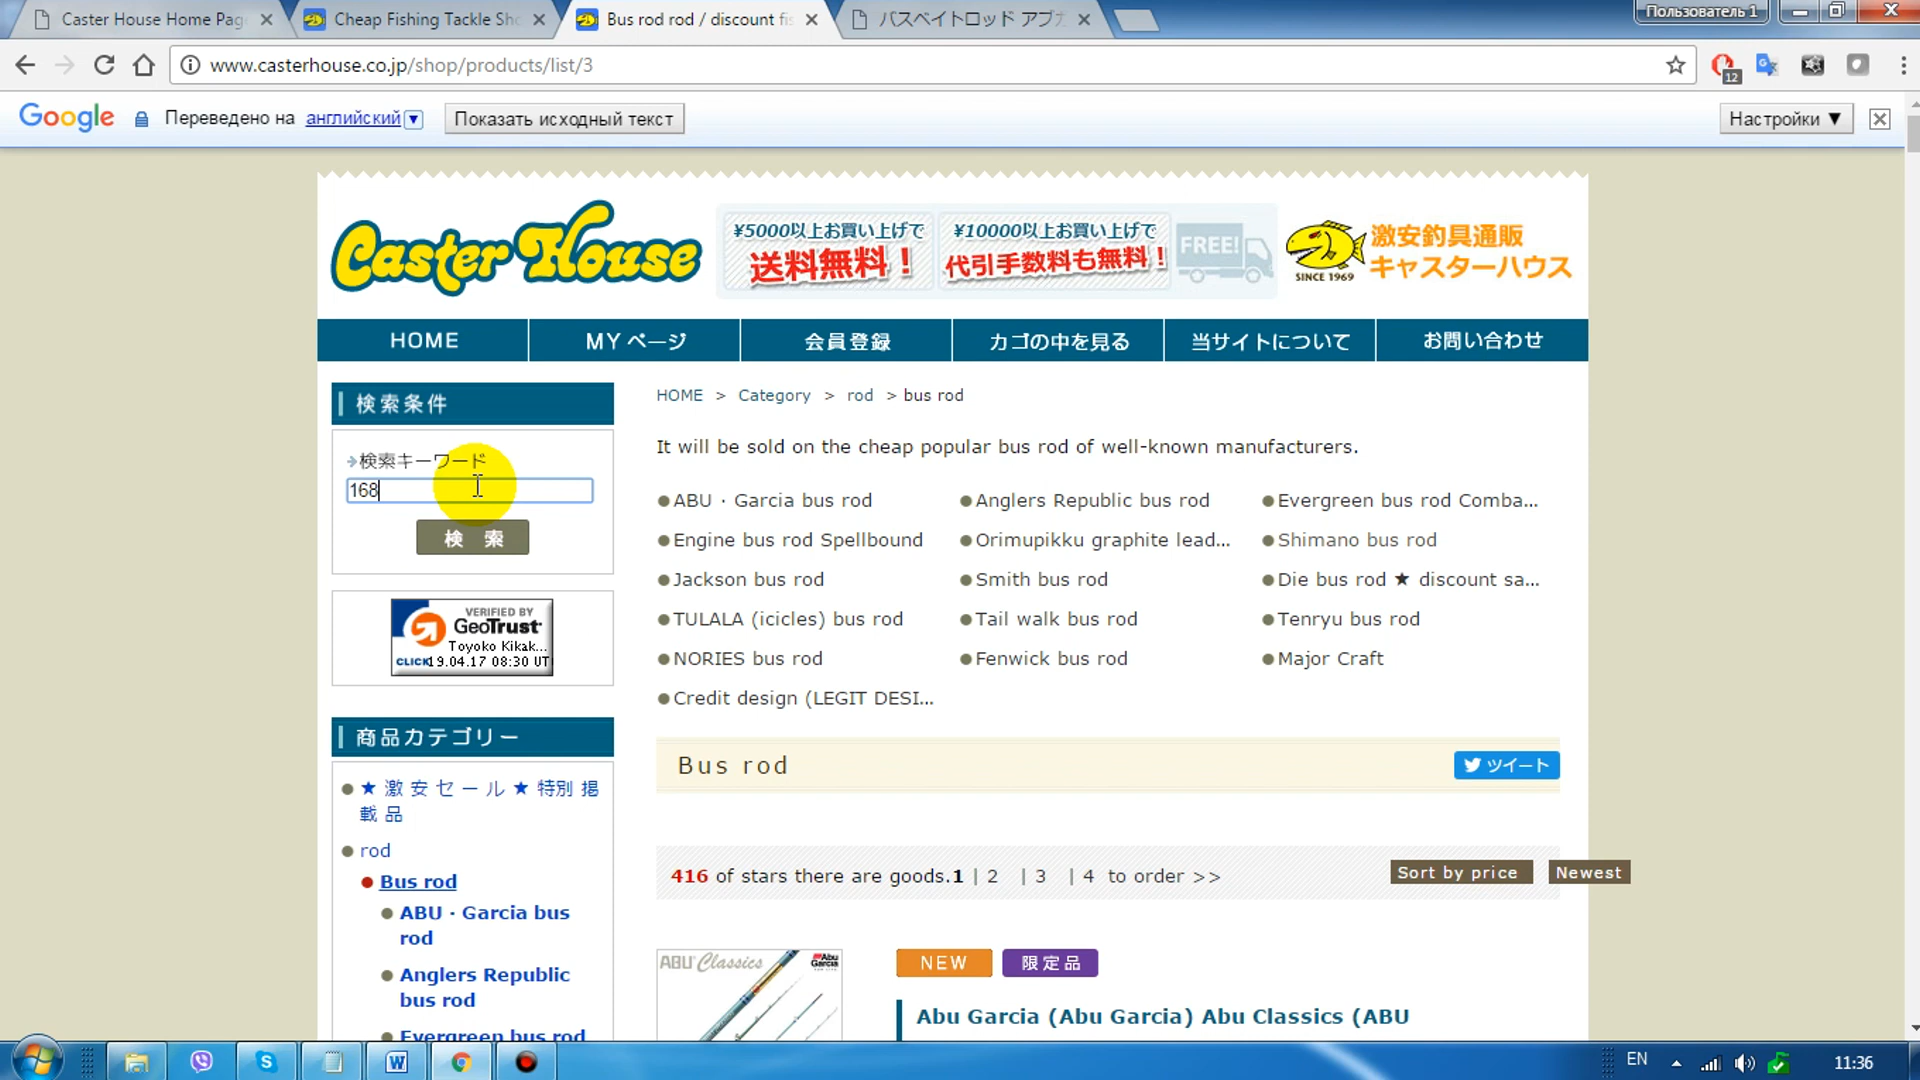 Caster House Home Pag
Cheap Fishing Tackle Sho
Bus rod rod / discount fis
バスベイトロッド アブガ
Пользователь 1
www.casterhouse.co.jp/shop/products/list/3
12
Google
Переведено на английский
Показать исходный текст
Настройки ▼
Caster House
¥5000以上お買い上げで
送料無料！
¥10000以上お買い上げで
代引手数料も無料！
FREE!
SINCE 1969
激安釣具通販
キャスターハウス
HOME
MYページ
会員登録
カゴの中を見る
当サイトについて
お問い合わせ
検索条件
検索キーワード
168
検 索
VERIFIED BY
GeoTrust
Toyoko Kikak...
CLICK
19.04.17 08:30 UT
商品カテゴリー
★激安セール★特別掲
載品
rod
Bus rod
ABU・Garcia bus
rod
Anglers Republic
bus rod
Evergreen bus rod
HOME > Category > rod > bus rod
It will be sold on the cheap popular bus rod of well-known manufacturers.
ABU・Garcia bus rod
Anglers Republic bus rod
Evergreen bus rod Comba...
Engine bus rod Spellbound
Orimupikku graphite lead...
Shimano bus rod
Jackson bus rod
Smith bus rod
Die bus rod ★ discount sa...
TULALA (icicles) bus rod
Tail walk bus rod
Tenryu bus rod
NORIES bus rod
Fenwick bus rod
Major Craft
Credit design (LEGIT DESI...
Bus rod
ツイート
416 of stars there are goods.1 | 2 | 3 | 4 to order >>
Sort by price
Newest
ABU Classics
Abu Garcia
NEW
限定品
Abu Garcia (Abu Garcia) Abu Classics (ABU
EN
11:36